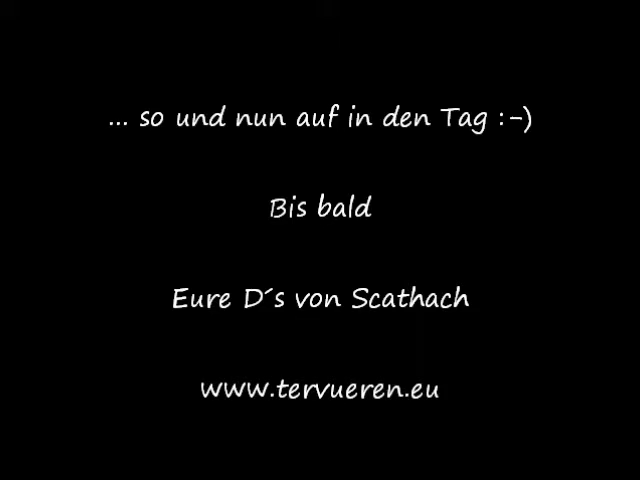 ... so und nun auf in den Tag :-)
Bis bald
Eure D´s von Scathach
www.tervueren.eu